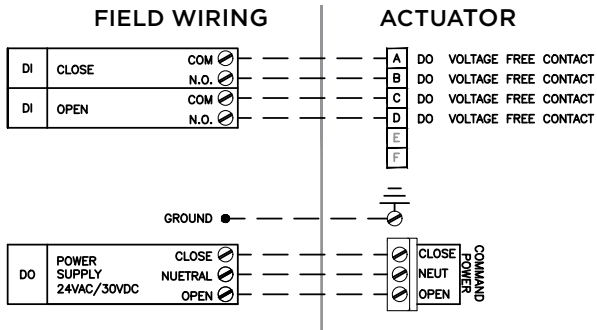 FIELD WIRING
ACTUATOR
DI CLOSE COM
N.O.
DI OPEN COM
N.O.
A DO VOLTAGE FREE CONTACT
B DO VOLTAGE FREE CONTACT
C DO VOLTAGE FREE CONTACT
D DO VOLTAGE FREE CONTACT
E
F
GROUND
DO
POWER
SUPPLY
24VAC/30VDC
CLOSE
NUETRAL
OPEN
CLOSE
NEUT
OPEN
COMMAND
POWER